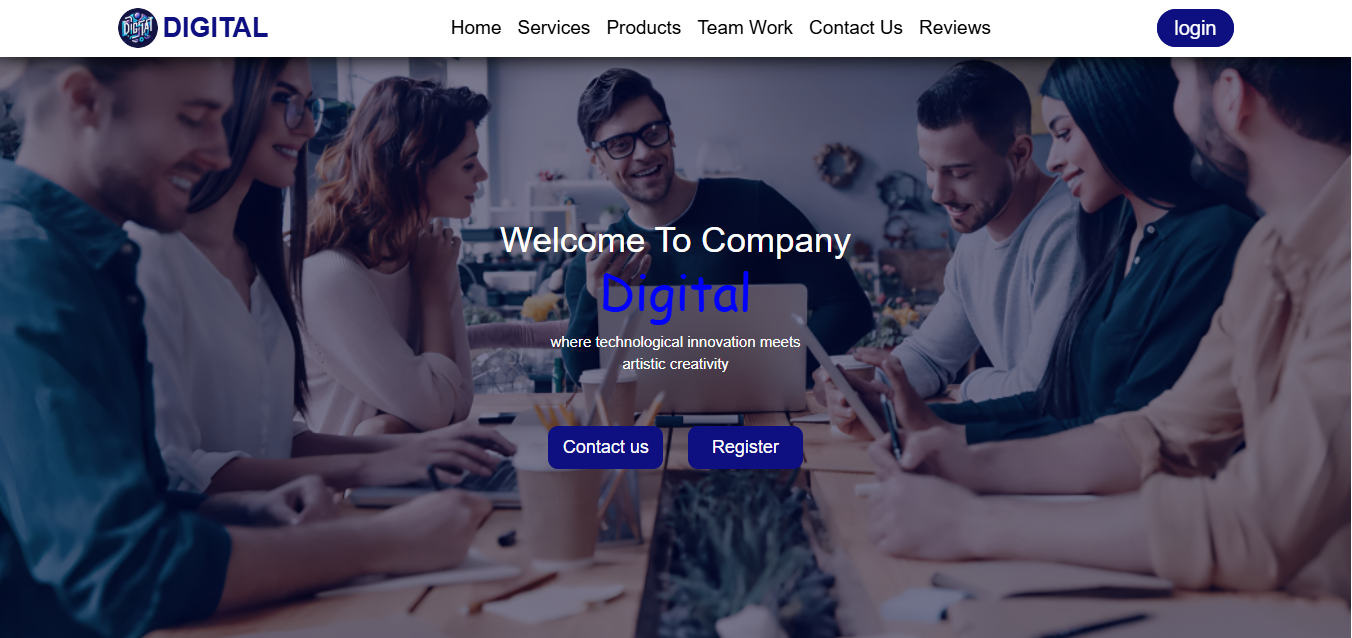 DIGITAL
DIGITAL
Home Services Products Team Work Contact Us Reviews
login
Welcome To Company
Digital
where technological innovation meets
artistic creativity
Contact us
Register